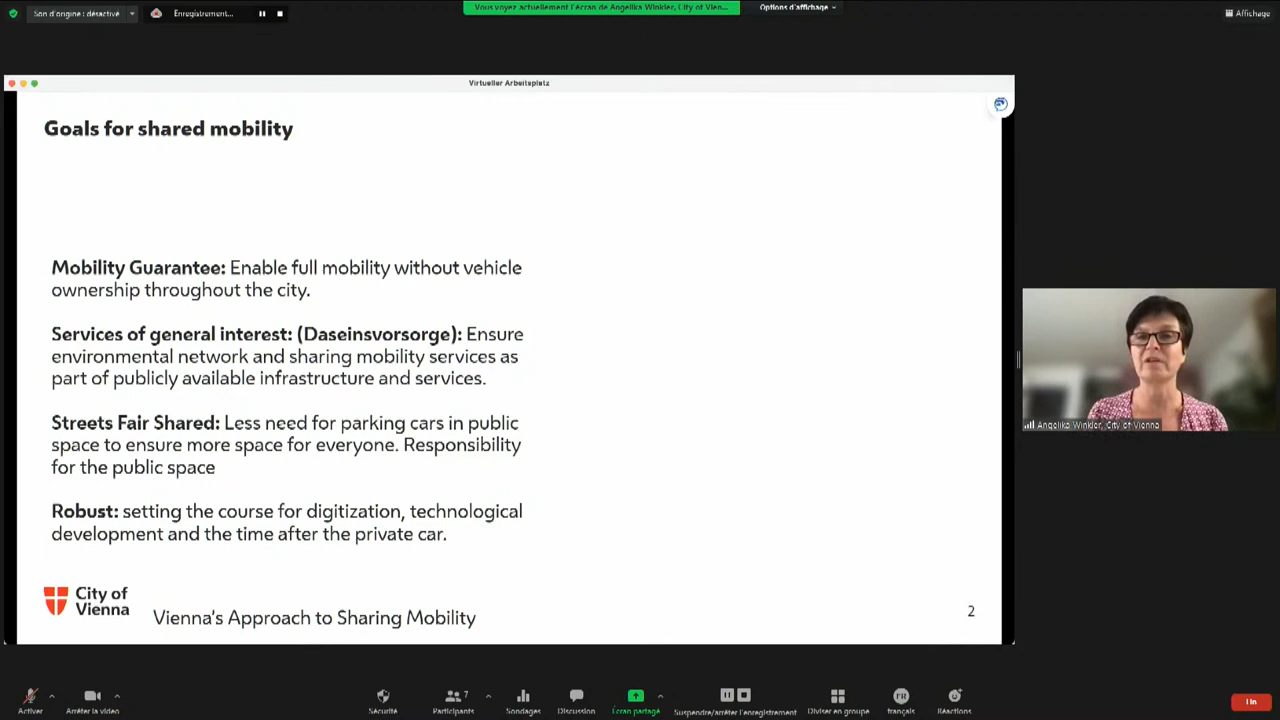 Son d'origine : désactivé
Enregistrement...
Vous voyez actuellement l'écran de Angelika Winkler, City of Vien...
Options d'affichage
Affichage
Virtueller Arbeitsplatz
Goals for shared mobility
Mobility Guarantee: Enable full mobility without vehicle
ownership throughout the city.
Services of general interest: (Daseinsvorsorge): Ensure
environmental network and sharing mobility services as
part of publicly available infrastructure and services.
Streets Fair Shared: Less need for parking cars in public
space to ensure more space for everyone. Responsibility
for the public space
Robust: setting the course for digitization, technological
development and the time after the private car.
City of
Vienna
Vienna's Approach to Sharing Mobility
2
Angelika Winkler, City of Vienna
Activer
Arrêter la vidéo
Sécurité
7
Participants
Sondages
Discussion
Écran partagé
Suspendre/arrêter l'enregistrement
Diviser en groupe
FR
français
Réactions